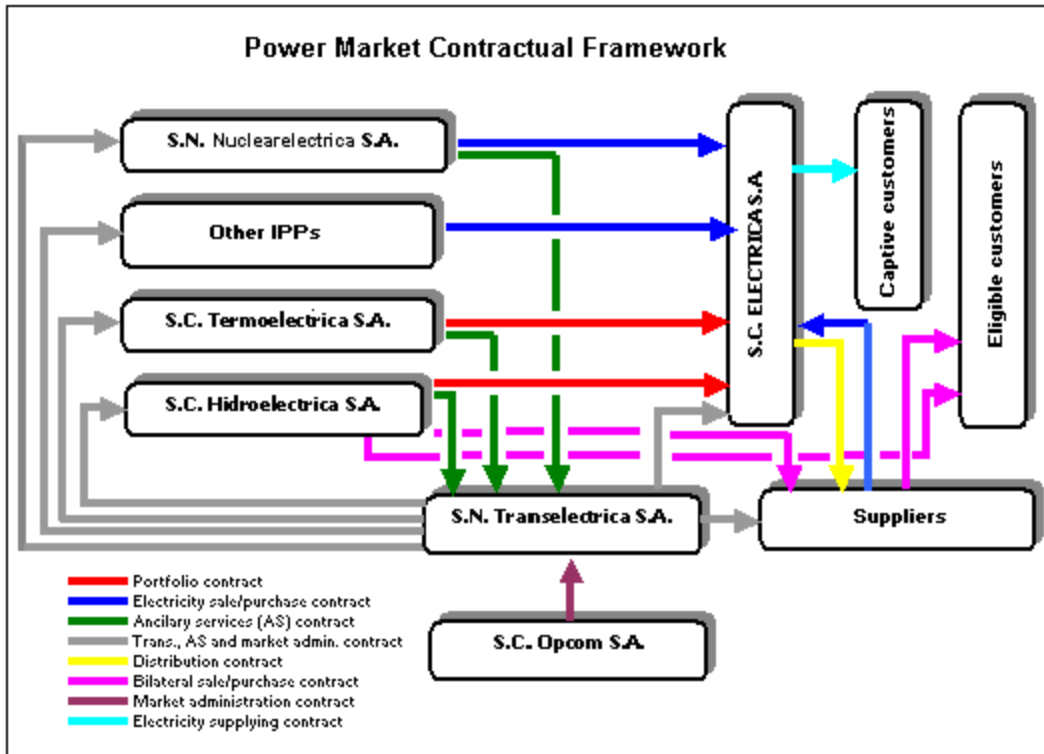 Power Market Contractual Framework
S.N. Nuclearelectrica S.A.
Other IPPs
S.C. Termoelectrica S.A.
S.C. Hidroelectrica S.A.
S.C. ELECTRICA S.A
Captive customers
Eligible customers
S.N. Transelectrica S.A.
Suppliers
S.C. Opcom S.A.
Portfolio contract
Electricity sale/purchase contract
Ancilary services (AS) contract
Trans., AS and market admin. contract
Distribution contract
Bilateral sale/purchase contract
Market administration contract
Electricity supplying contract